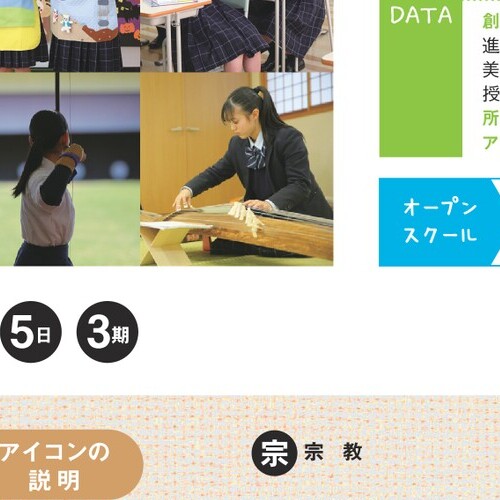 DATA
創
進
美
授
所
ア
オープン
スクール
5日
3期
アイコンの
説明
宗 宗 教